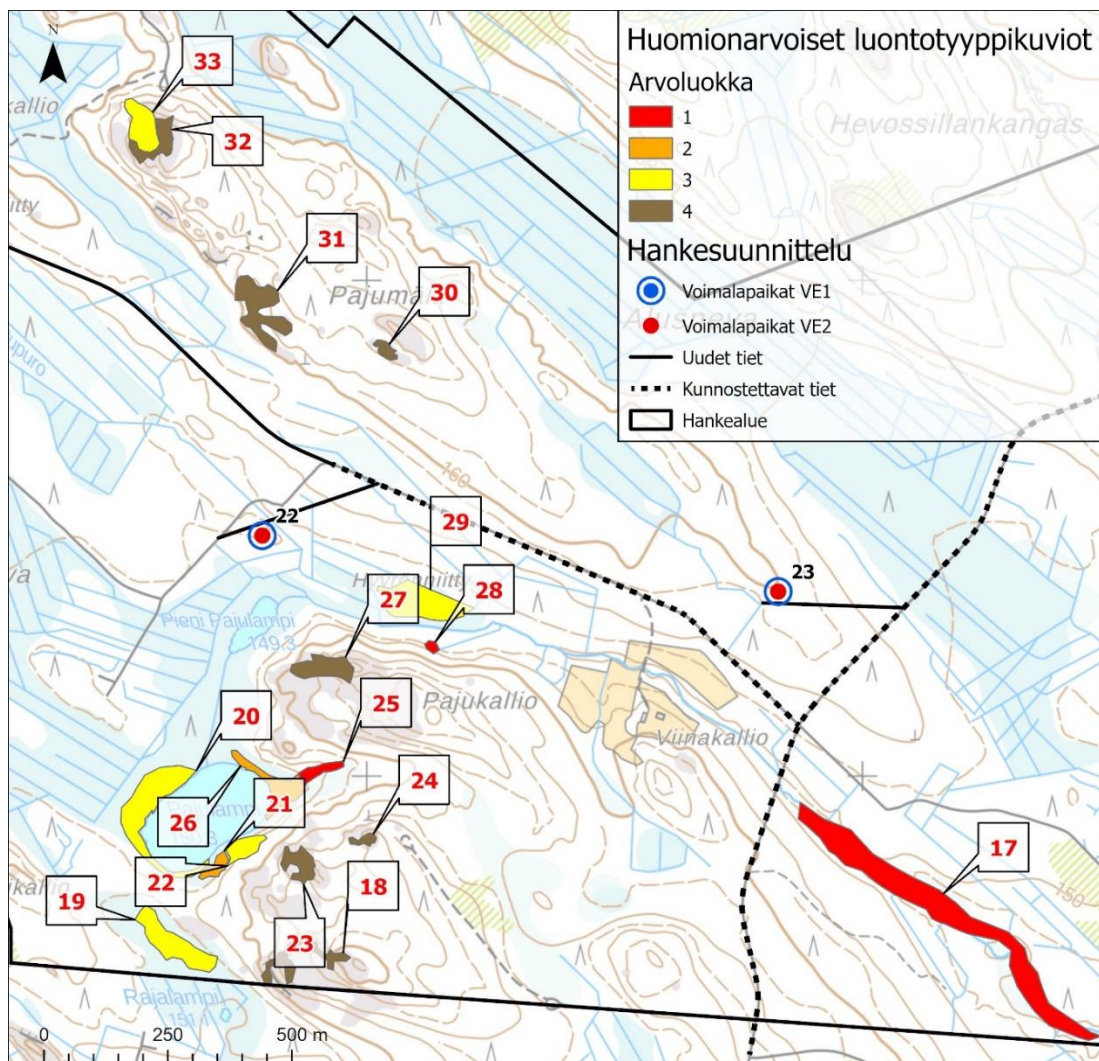 Huomionarvoiset luontotyyppikuviot
Arvoluokka
1
2
3
4
Hankesuunnittelu
Voimalapaikat VE1
Voimalapaikat VE2
Uudet tiet
Kunnostettavat tiet
Hankealue
N
33
32
31
30
Hevossillankangas
160
22
29
23
27
28
Pieni Pajulampi
149.3
Pajukallio
25
20
Viinakallio
24
21
26
17
22
18
19
150
23
Rajalampi
151.1
0 250 500 m